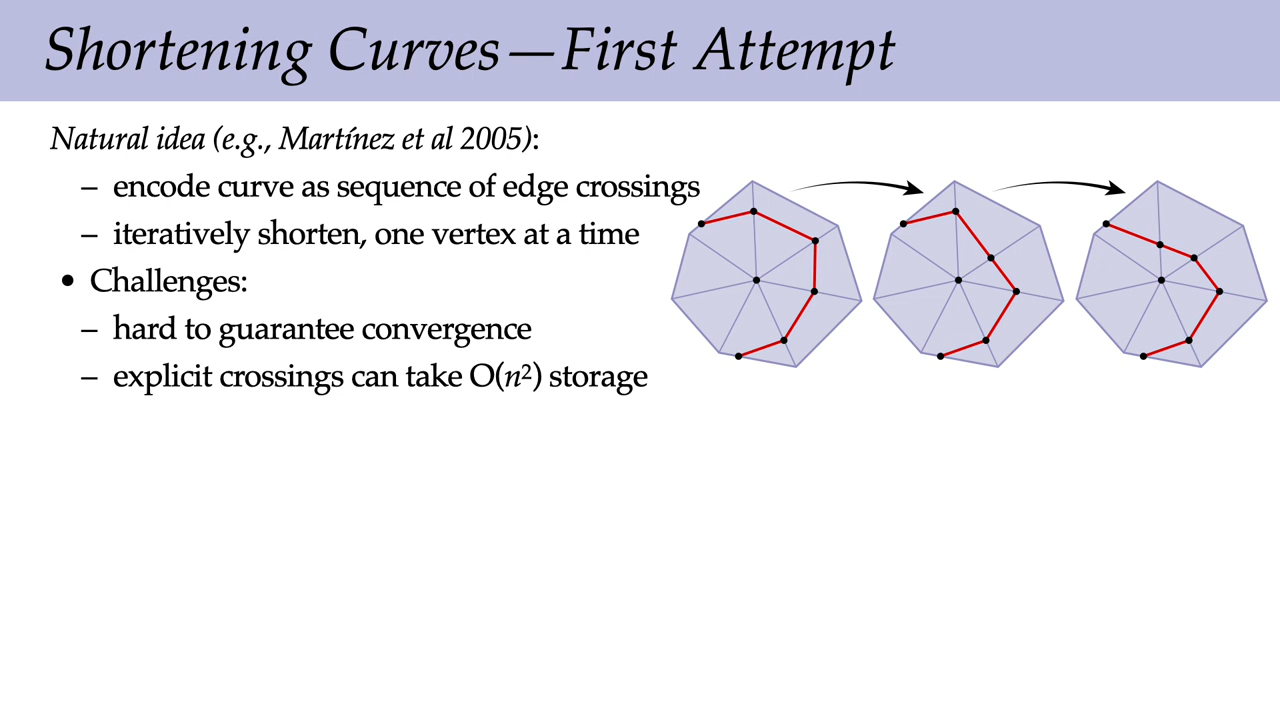 Shortening Curves—First Attempt
Natural idea (e.g., Martínez et al 2005):
– encode curve as sequence of edge crossings
– iteratively shorten, one vertex at a time
• Challenges:
– hard to guarantee convergence
– explicit crossings can take O(n²) storage